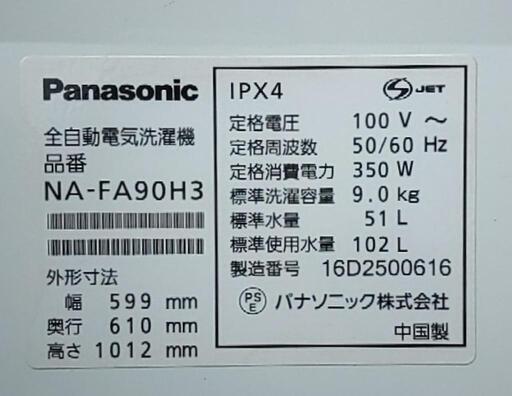 Panasonic
全自動電気洗濯機
品番
NA-FA90H3
外形寸法
幅 599 mm
奥行 610 mm
高さ 1012 mm
IPX4
S JET
定格電圧 100 V ~
定格周波数 50/60 Hz
定格消費電力 350 W
標準洗濯容量 9.0 kg
標準水量 51 L
標準使用水量 102 L
製造番号 16D2500616
PS E パナソニック株式会社
中国製